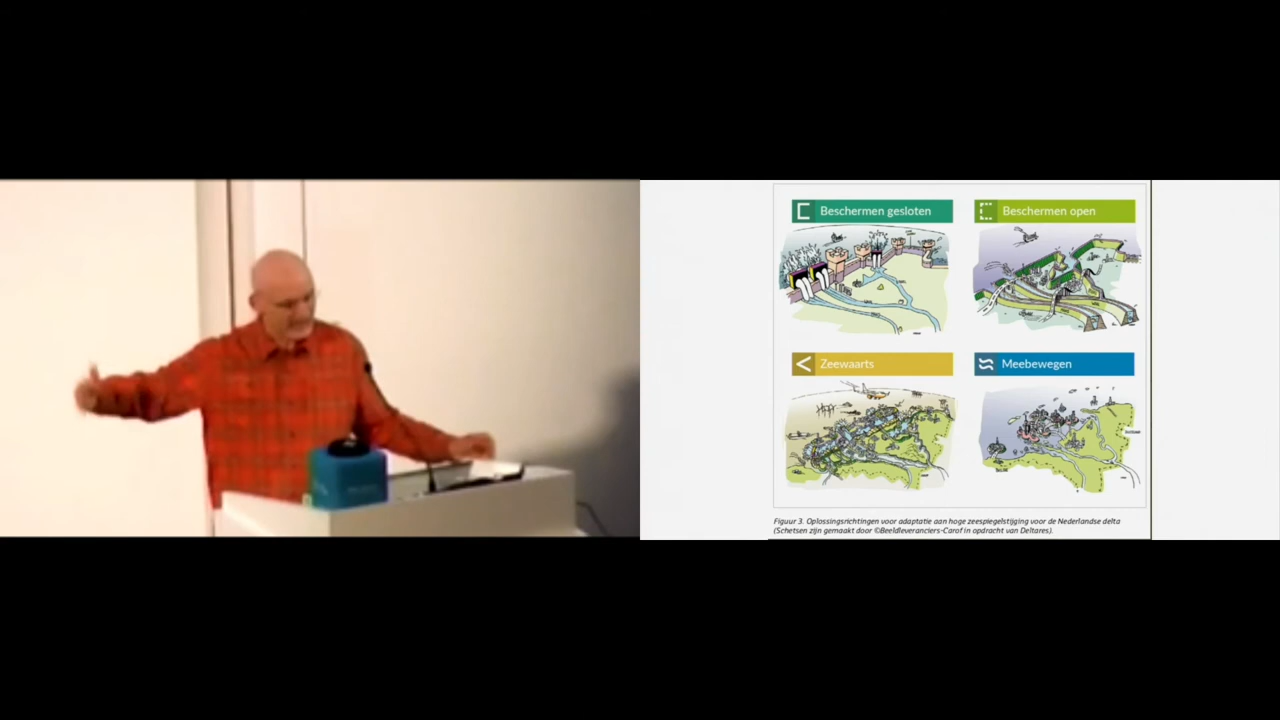 Beschermen gesloten
Beschermen open
Zeewaarts
Meebewegen
Figuur 3. Oplossingsrichtingen voor adaptatie aan hoge zeespiegelstijging voor de Nederlandse delta
(Schetsen zijn gemaakt door ©Beeldleveranciers-Carof in opdracht van Deltares).